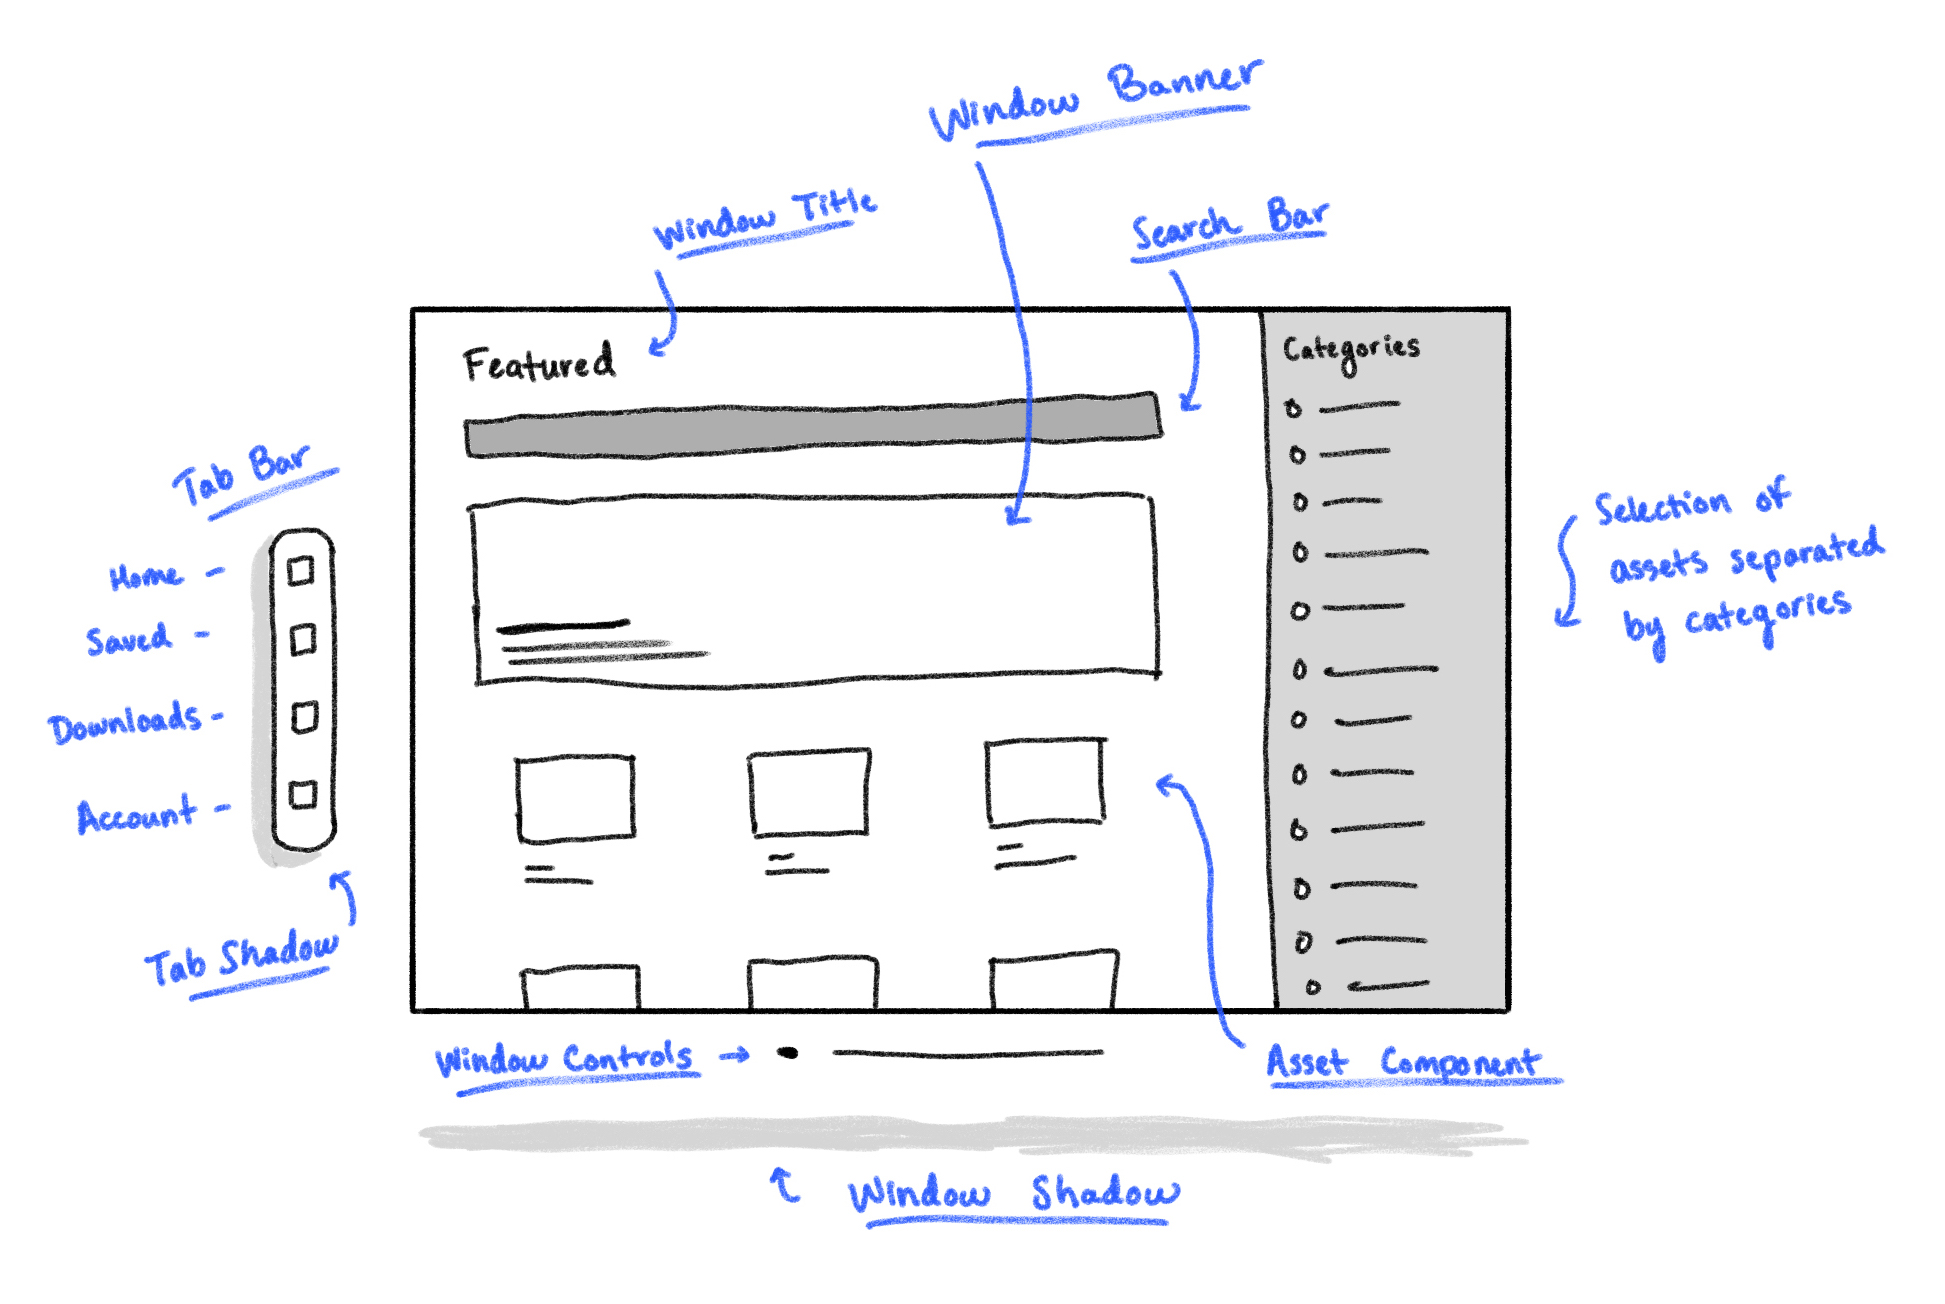 Window Banner
Window Title
Search Bar
Featured
Categories
Tab Bar
Home -
Saved -
Downloads -
Account -
Tab Shadow
Selection of
assets separated
by categories
Window Controls →
Asset Component
Window Shadow